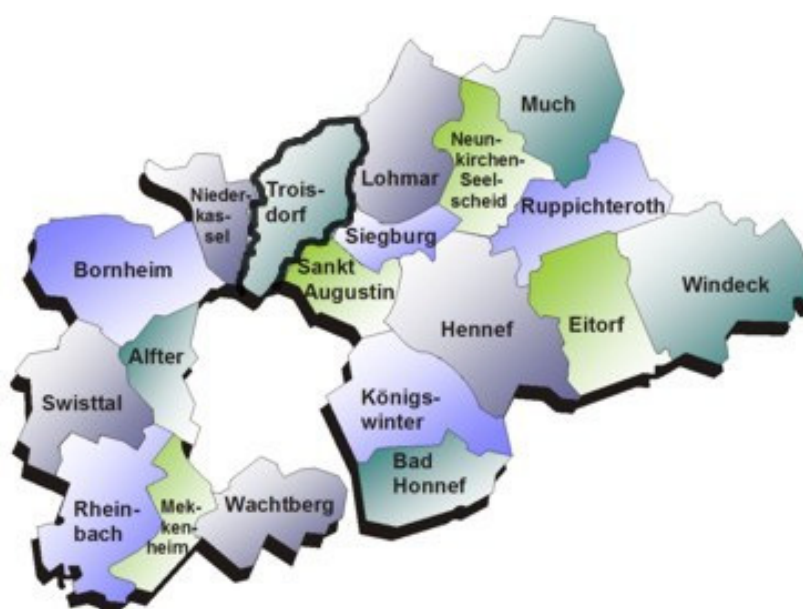 Much
Neun-
kirchen-
Seel-
scheid
Lohmar
Trois-
dorf
Nieder-
kas-
sel
Ruppichteroth
Siegburg
Bornheim
Sankt
Augustin
Windeck
Hennef
Eitorf
Alfter
Swisttal
Königs-
winter
Bad
Honnef
Rhein-
bach
Mek-
ken-
heim
Wachtberg